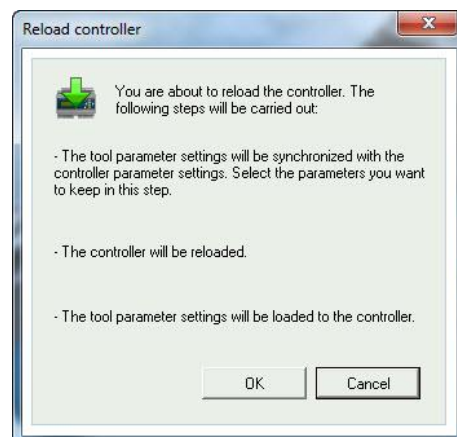 Reload controller
You are about to reload the controller. The
following steps will be carried out:
- The tool parameter settings will be synchronized with the
controller parameter settings. Select the parameters you want
to keep in this step.
- The controller will be reloaded.
- The tool parameter settings will be loaded to the controller.
OK
Cancel